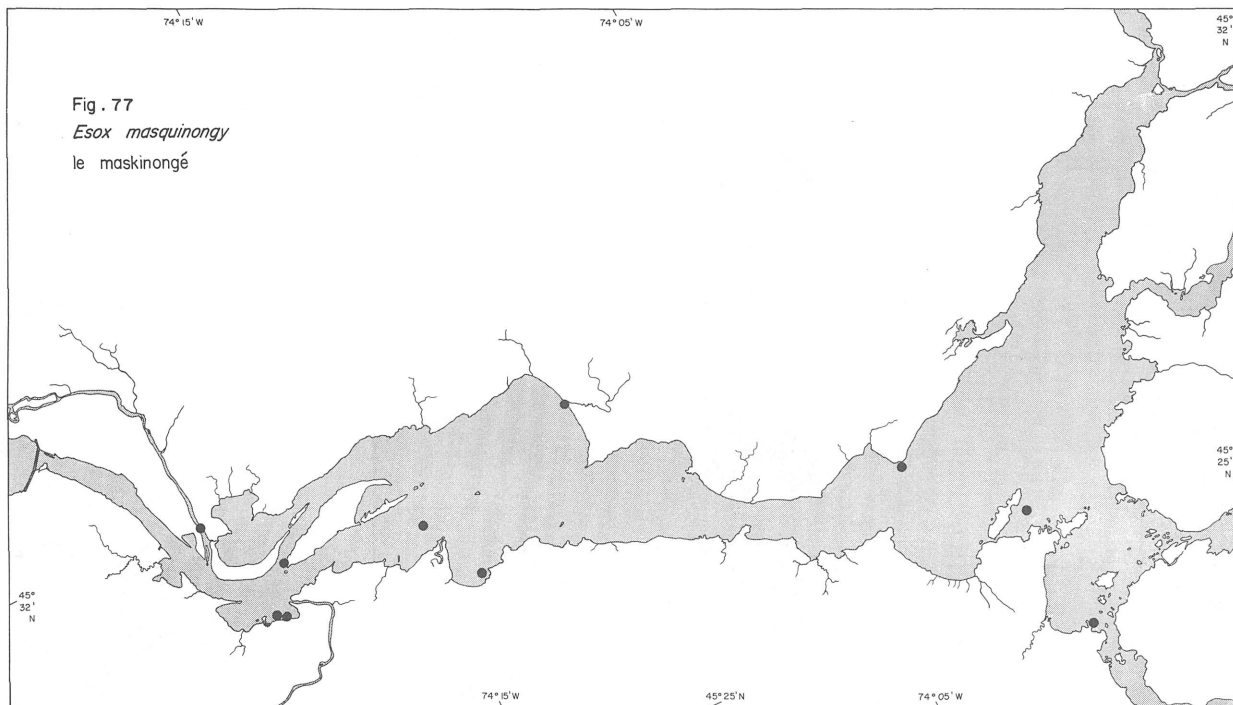 74° 15' W
74° 05' W
45°
32'
N
Fig. 77
Esox masquinongy
le maskinongé
45°
25'
N
45°
32'
N
74° 15' W
45° 25' N
74° 05' W